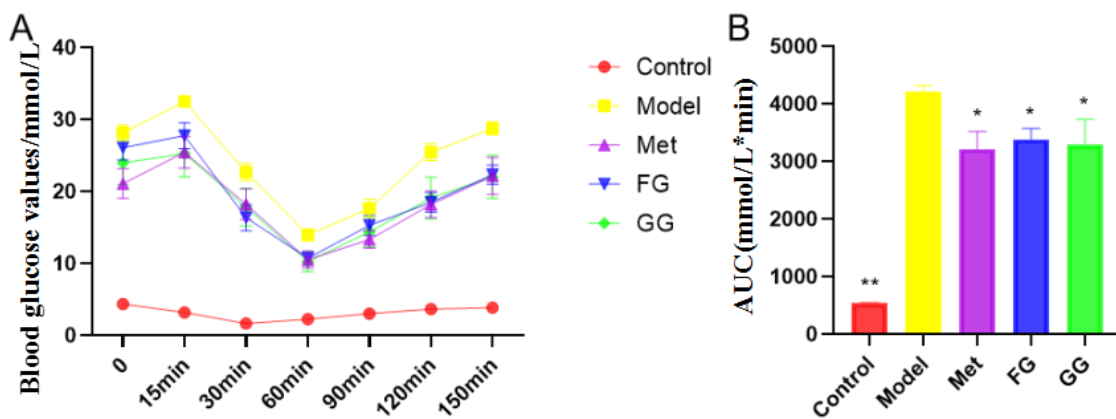 A
Blood glucose values/mmol/L
40
30
20
10
0
0
15min
30min
60min
90min
120min
150min
Control
Model
Met
FG
GG
B
AUC(mmol/L*min)
5000
4000
3000
2000
1000
0
**
*
*
*
Control
Model
Met
FG
GG